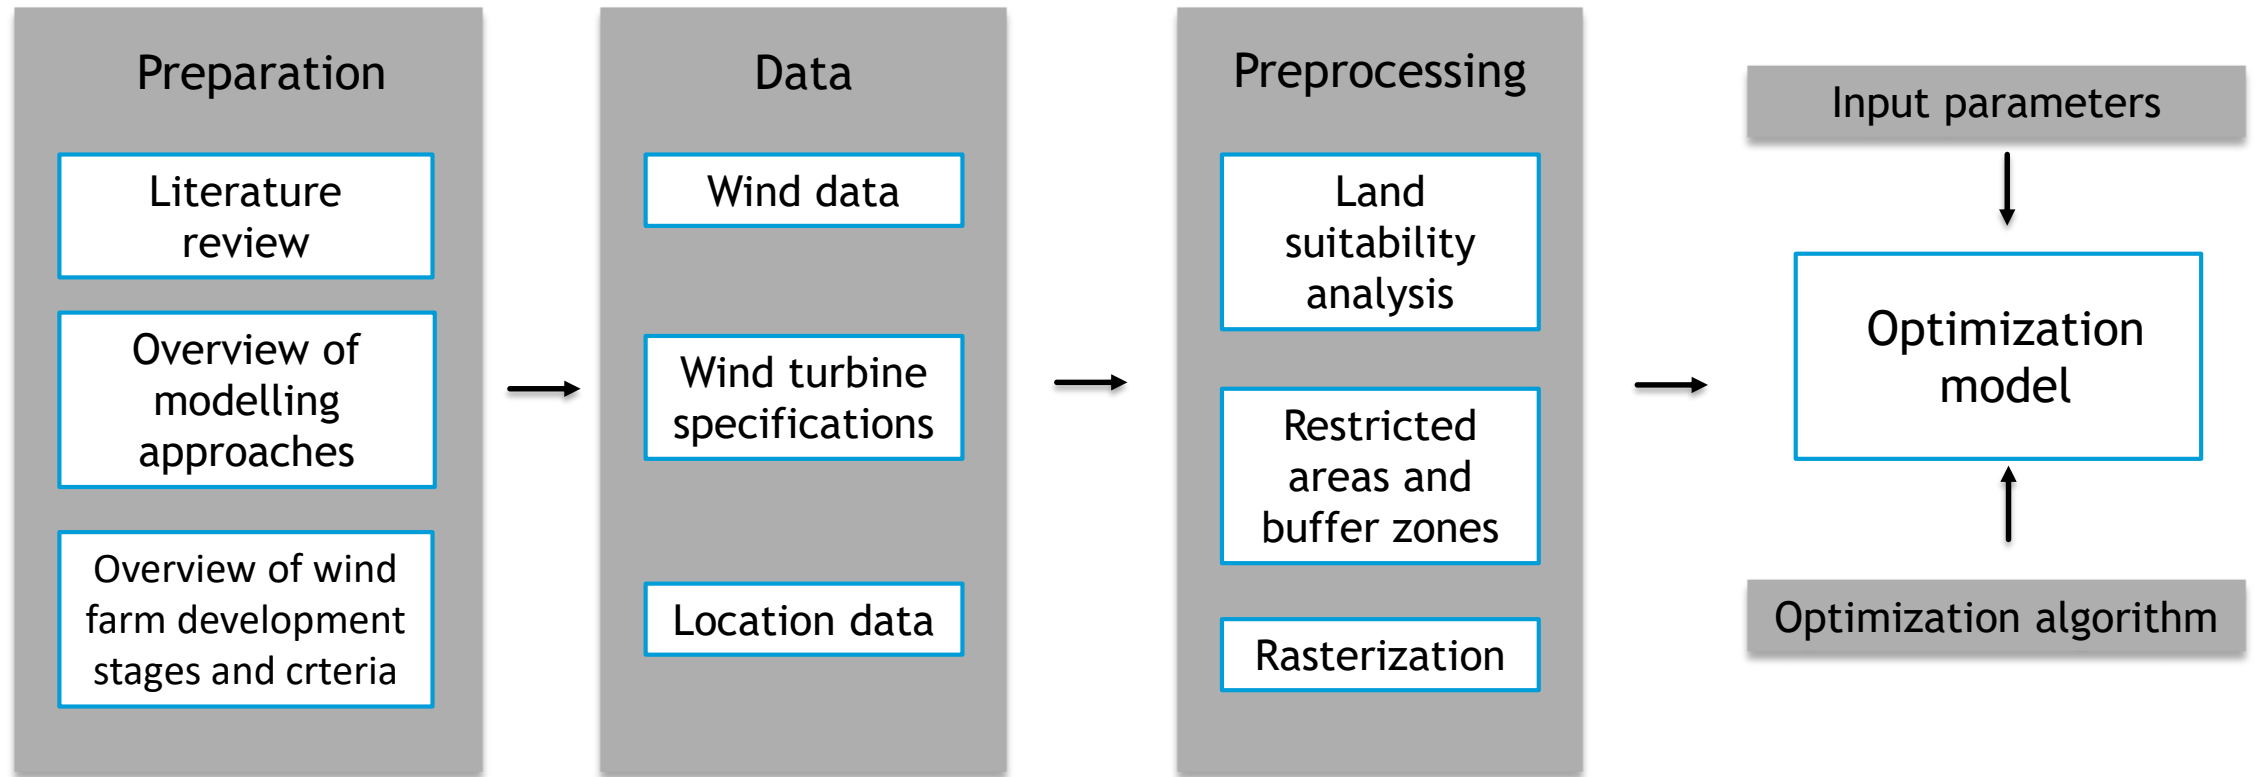 Preparation
Literature
review
Overview of
modelling
approaches
Overview of wind
farm development
stages and crteria
Data
Wind data
Wind turbine
specifications
Location data
Preprocessing
Land
suitability
analysis
Restricted
areas and
buffer zones
Rasterization
Input parameters
Optimization
model
Optimization algorithm